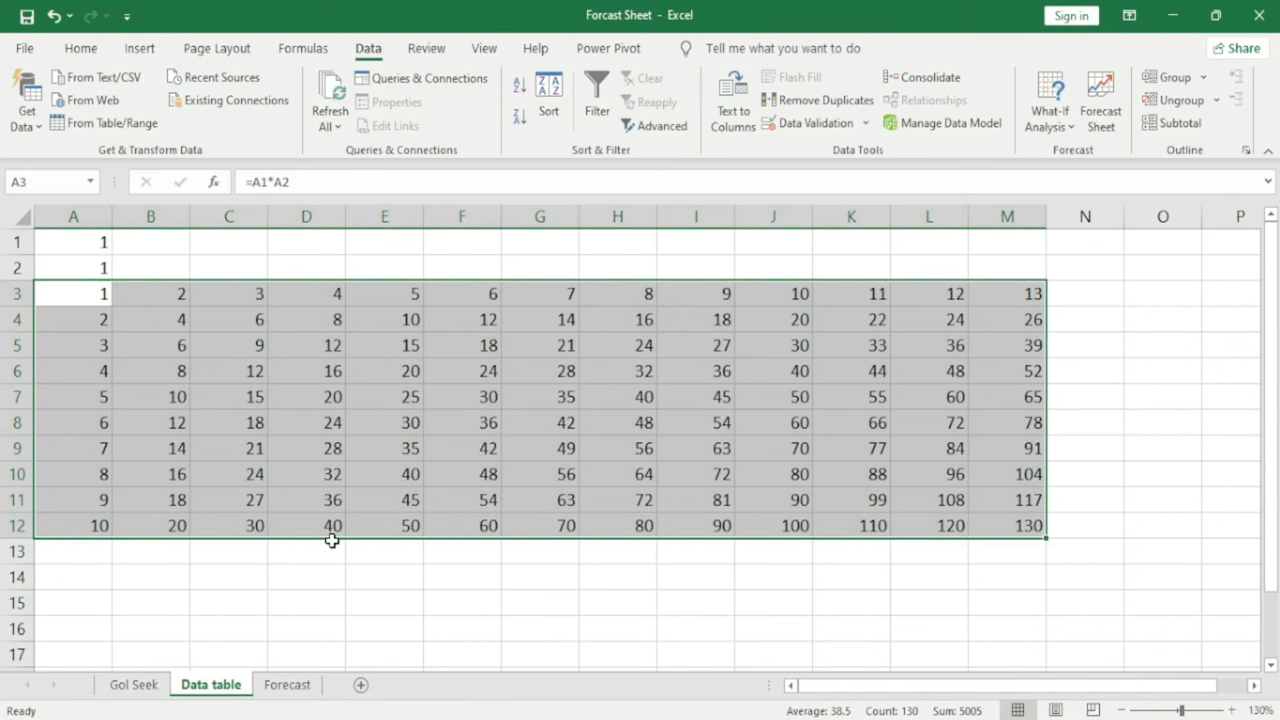 Forcast Sheet - Excel
Sign in
File Home Insert Page Layout Formulas Data Review View Help Power Pivot Tell me what you want to do Share
Get Data
From Text/CSV
From Web
From Table/Range
Recent Sources
Existing Connections
Get & Transform Data
Refresh All
Queries & Connections
Properties
Edit Links
Queries & Connections
Sort
Filter
Clear
Reapply
Advanced
Sort & Filter
Text to Columns
Flash Fill
Remove Duplicates
Data Validation
Consolidate
Relationships
Manage Data Model
Data Tools
What-If Analysis
Forecast Sheet
Forecast
Group
Ungroup
Subtotal
Outline
A3 fx =A1*A2
A B C D E F G H I J K L M N O P
1 1
2 1
3 1 2 3 4 5 6 7 8 9 10 11 12 13
4 2 4 6 8 10 12 14 16 18 20 22 24 26
5 3 6 9 12 15 18 21 24 27 30 33 36 39
6 4 8 12 16 20 24 28 32 36 40 44 48 52
7 5 10 15 20 25 30 35 40 45 50 55 60 65
8 6 12 18 24 30 36 42 48 54 60 66 72 78
9 7 14 21 28 35 42 49 56 63 70 77 84 91
10 8 16 24 32 40 48 56 64 72 80 88 96 104
11 9 18 27 36 45 54 63 72 81 90 99 108 117
12 10 20 30 40 50 60 70 80 90 100 110 120 130
13
14
15
16
17
Gol Seek Data table Forecast
Ready Average: 38.5 Count: 130 Sum: 5005 130%